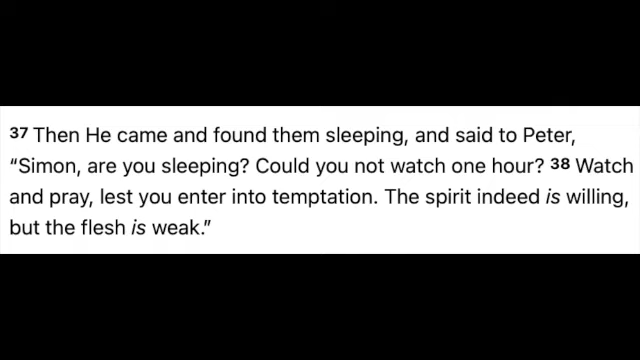 37 Then He came and found them sleeping, and said to Peter,
“Simon, are you sleeping? Could you not watch one hour? 38 Watch
and pray, lest you enter into temptation. The spirit indeed is willing,
but the flesh is weak.”